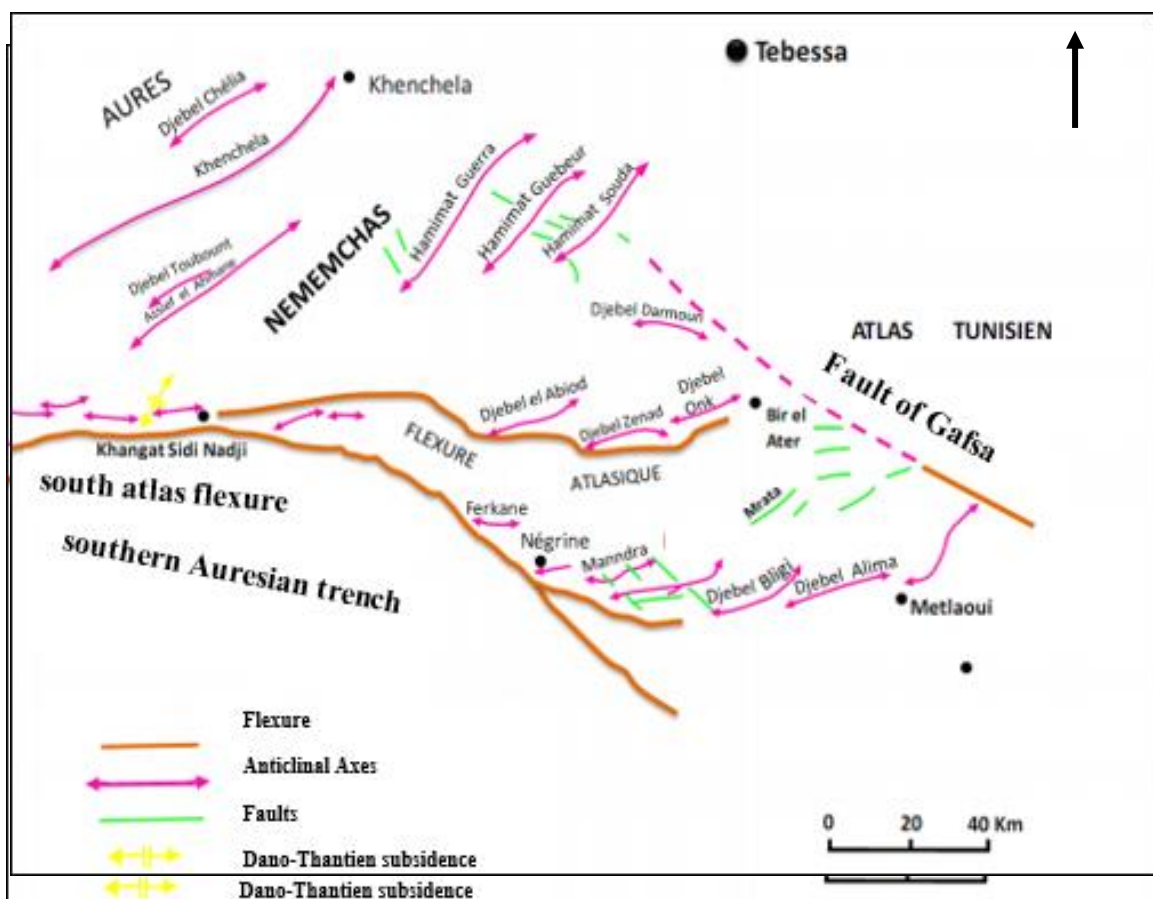 Tebessa
AURES
Djebel Chélia
Khenchela
Khenchela
Hamimat Guerra
Hamimat Guebeur
Hamimat Souda
NEMEMCHAS
Djebel Toubount
Assief el
Djebel Darmoun
ATLAS TUNISIEN
Fault of Gafsa
Djebel el Abiod
Djebel Zenad
Djebel
Onk
Bir el
Ater
FLEXURE
ATLASIQUE
Khangat Sidi Nadji
south atlas flexure
southern Auresian trench
Ferkane
Négrine
Manndra
Mrata
Djebel Bligi
Djebel Alima
Metlaoui
Flexure
Anticlinal Axes
Faults
Dano-Thantien subsidence
Dano-Thantien subsidence
0 20 40 Km